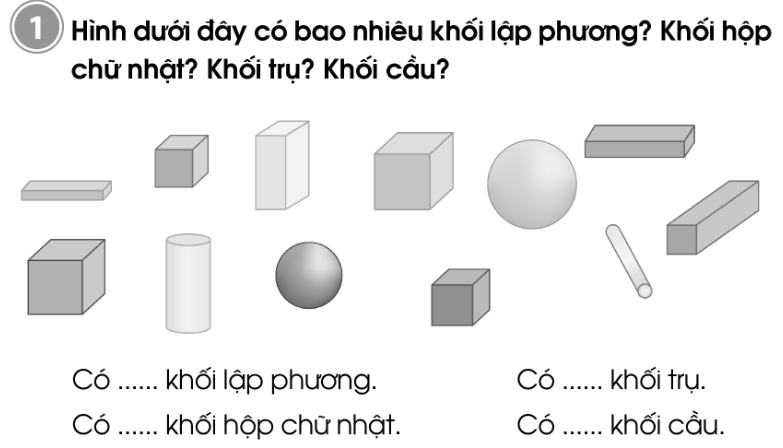 1 Hình dưới đây có bao nhiêu khối lập phương? Khối hộp
chữ nhật? Khối trụ? Khối cầu?
Có ...... khối lập phương.
Có ...... khối trụ.
Có ...... khối hộp chữ nhật.
Có ...... khối cầu.